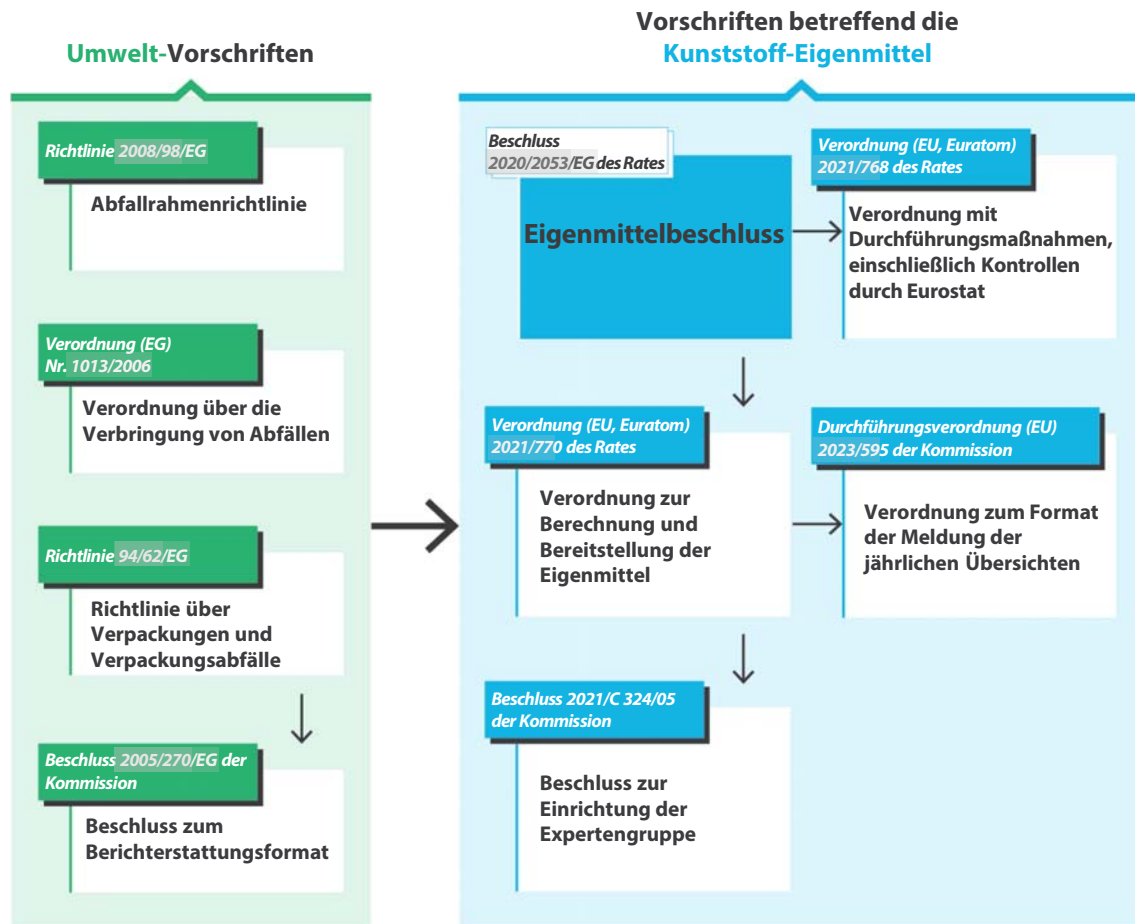 Umwelt-Vorschriften
Richtlinie 2008/98/EG
Abfallrahmenrichtlinie
Verordnung (EG)
Nr. 1013/2006
Verordnung über die
Verbringung von Abfällen
Richtlinie 94/62/EG
Richtlinie über
Verpackungen und
Verpackungsabfälle
Beschluss 2005/270/EG der
Kommission
Beschluss zum
Berichterstattungsformat
Vorschriften betreffend die
Kunststoff-Eigenmittel
Beschluss
2020/2053/EG des Rates
Eigenmittelbeschluss
Verordnung (EU, Euratom)
2021/768 des Rates
Verordnung mit
Durchführungsmaßnahmen,
einschließlich Kontrollen
durch Eurostat
Verordnung (EU, Euratom)
2021/770 des Rates
Verordnung zur
Berechnung und
Bereitstellung der
Eigenmittel
Durchführungsverordnung (EU)
2023/595 der Kommission
Verordnung zum Format
der Meldung der
jährlichen Übersichten
Beschluss 2021/C 324/05
der Kommission
Beschluss zur
Einrichtung der
Expertengruppe